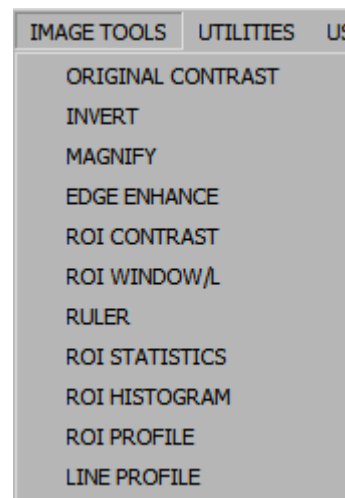 IMAGE TOOLS UTILITIES US
ORIGINAL CONTRAST
INVERT
MAGNIFY
EDGE ENHANCE
ROI CONTRAST
ROI WINDOW/L
RULER
ROI STATISTICS
ROI HISTOGRAM
ROI PROFILE
LINE PROFILE